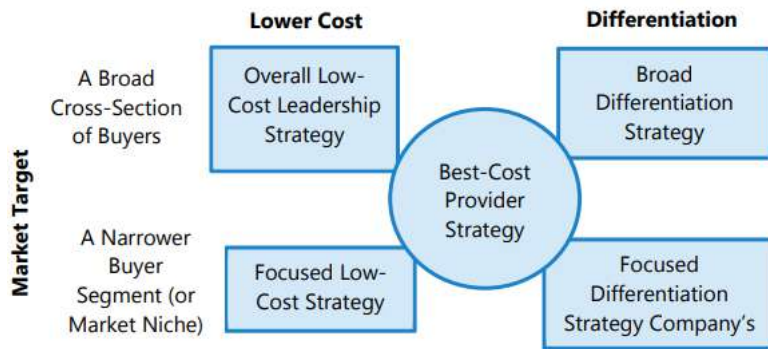 Lower Cost
Differentiation
Market Target
A Broad
Cross-Section
of Buyers
Overall Low-
Cost Leadership
Strategy
Broad
Differentiation
Strategy
Best-Cost
Provider
Strategy
A Narrower
Buyer
Segment (or
Market Niche)
Focused Low-
Cost Strategy
Focused
Differentiation
Strategy Company's